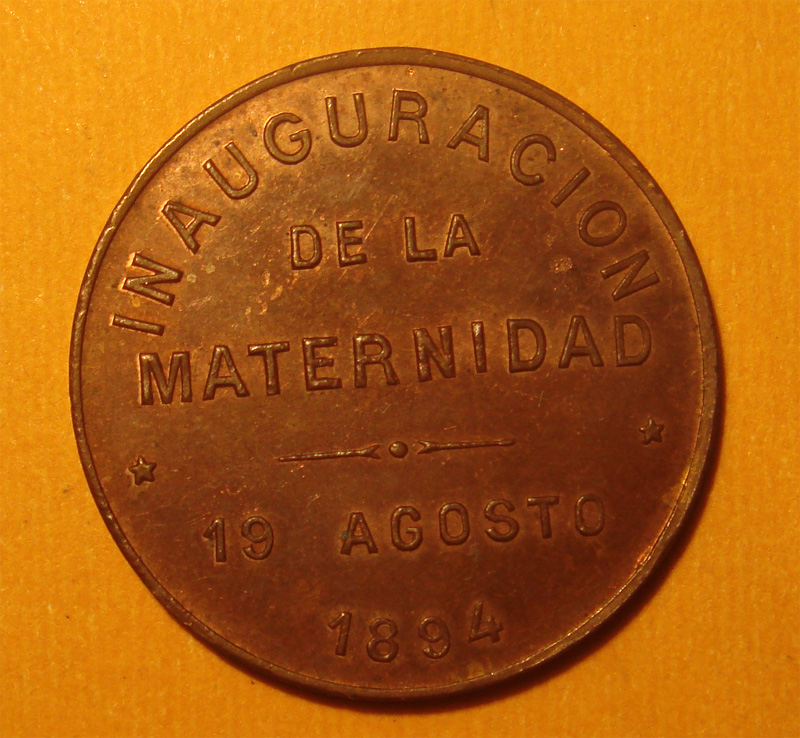 INAUGURACION
DE LA
MATERNIDAD
19 AGOSTO
1894